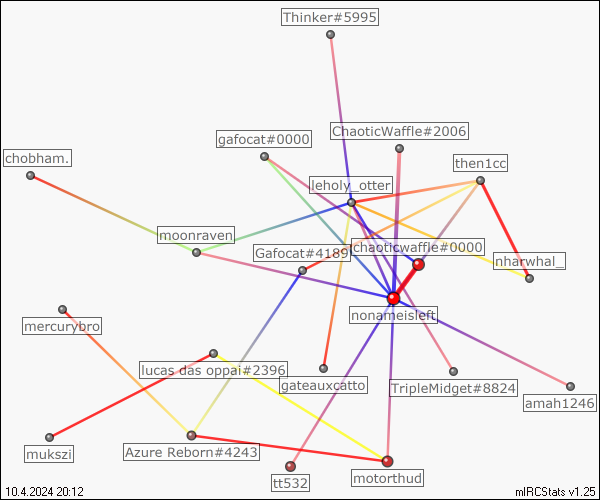 Thinker#5995
ChaoticWaffle#2006
gafocat#0000
chobham.
then1cc
leholy_otter
moonraven
chaoticwaffle#0000
Gafocat#4189
nharwhal_
nonameisleft
mercurybro
lucas das oppai#2396
gateauxcatto
TripleMidget#8824
amah1246
mukszi
Azure Reborn#4243
motorthud
tt532
10.4.2024 20:12
mIRCStats v1.25